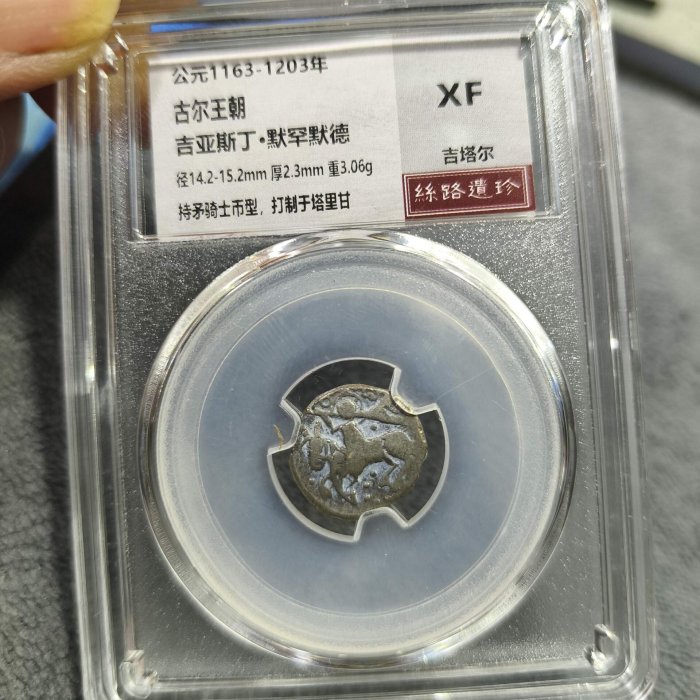 公元1163-1203年
古尔王朝
吉亚斯丁·默罕默德
径14.2-15.2mm 厚2.3mm 重3.06g
持矛骑士币型，打制于塔里甘
XF
吉塔尔
絲路遺珍